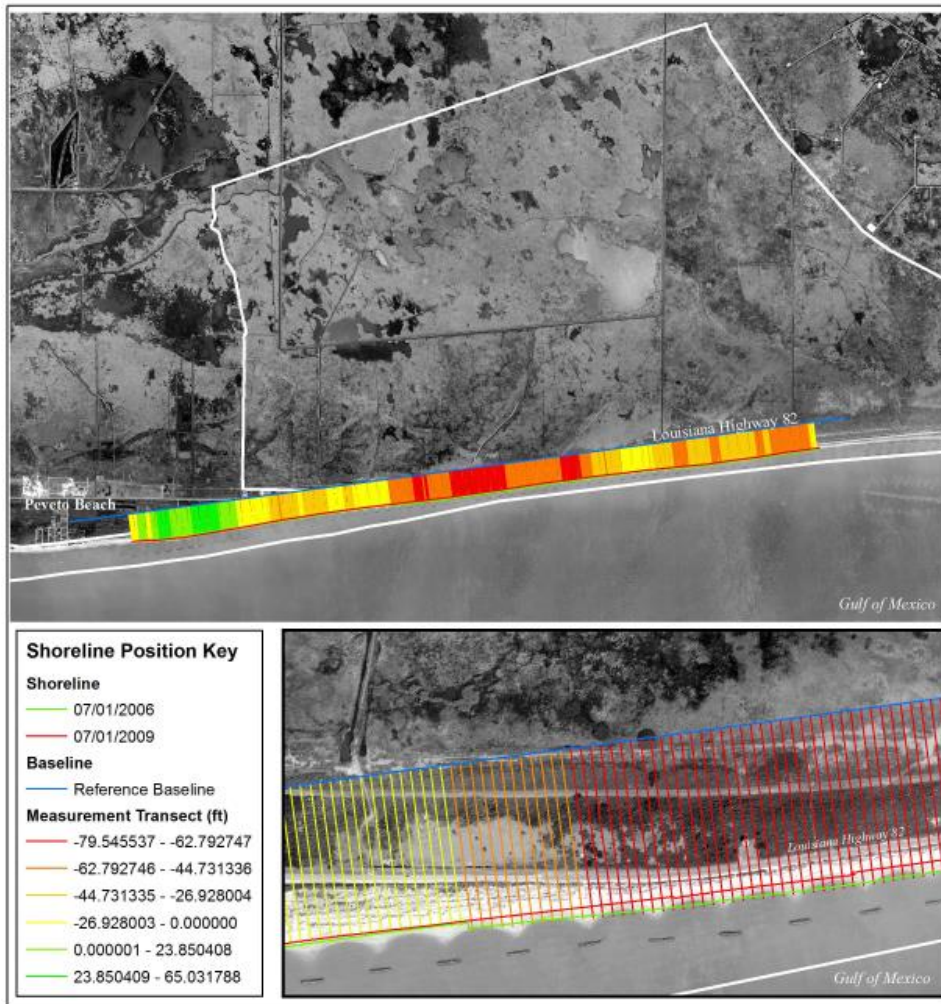 Louisiana Highway 82
Peveto Beach
Gulf of Mexico
Shoreline Position Key
Shoreline
07/01/2006
07/01/2009
Baseline
Reference Baseline
Measurement Transect (ft)
-79.545537 - -62.792747
-62.792746 - -44.731336
-44.731335 - -26.928004
-26.928003 - 0.000000
0.000001 - 23.850408
23.850409 - 65.031788
Louisiana Highway 82
Gulf of Mexico